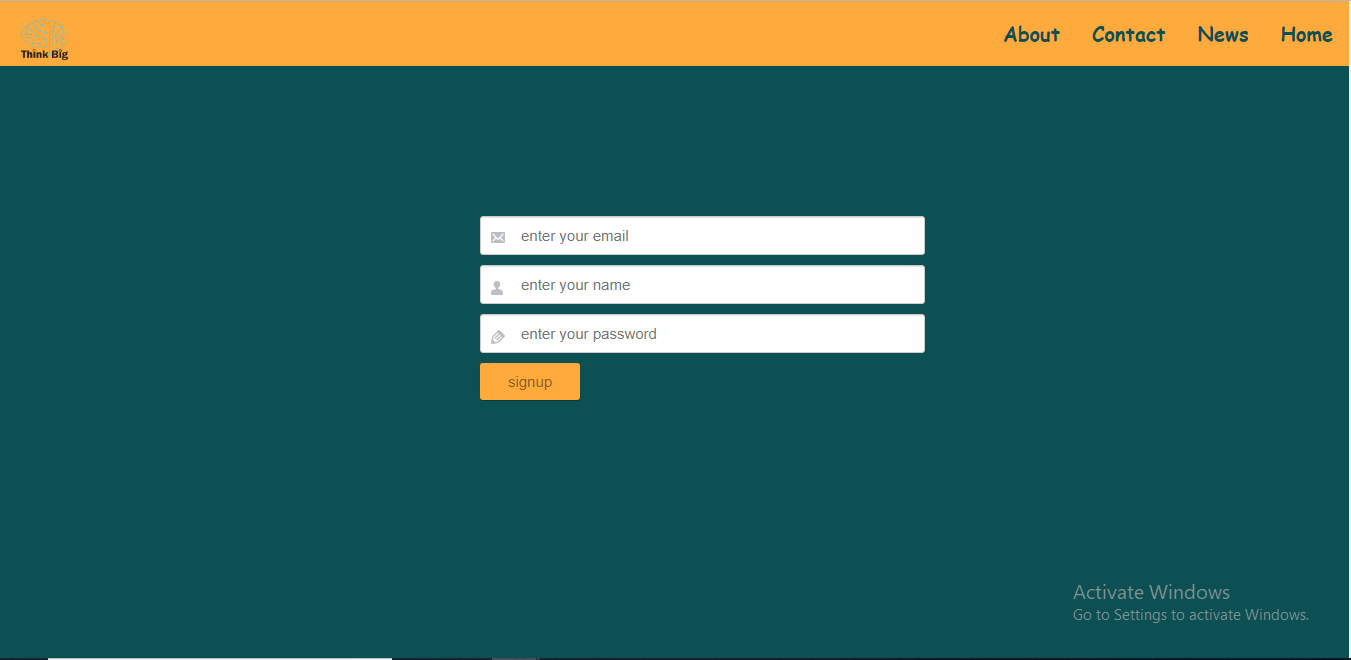 Think Big
About Contact News Home
enter your email
enter your name
enter your password
signup
Activate Windows
Go to Settings to activate Windows.